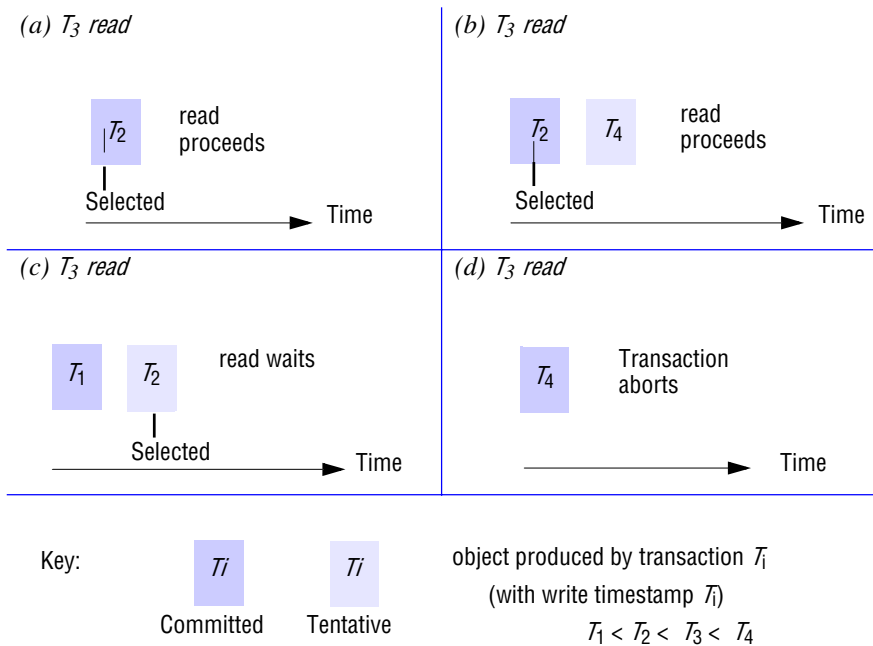 (a) T3 read
T2
read
proceeds
Selected
Time
(b) T3 read
T2
T4
read
proceeds
Selected
Time
(c) T3 read
T1
T2
read waits
Selected
Time
(d) T3 read
T4
Transaction
aborts
Time
Key:
Ti
Ti
Committed
Tentative
object produced by transaction Ti
(with write timestamp Ti)
T1 < T2 < T3 < T4